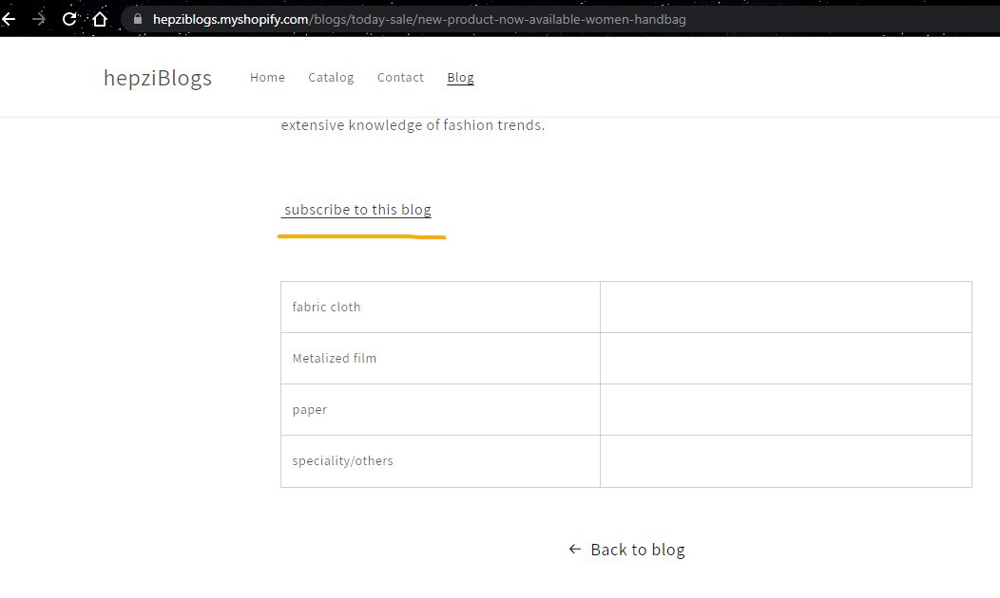 hepziblogs.myshopify.com/blogs/today-sale/new-product-now-available-women-handbag
hepziBlogs Home Catalog Contact Blog
extensive knowledge of fashion trends.
subscribe to this blog
fabric cloth
Metalized film
paper
speciality/others
← Back to blog